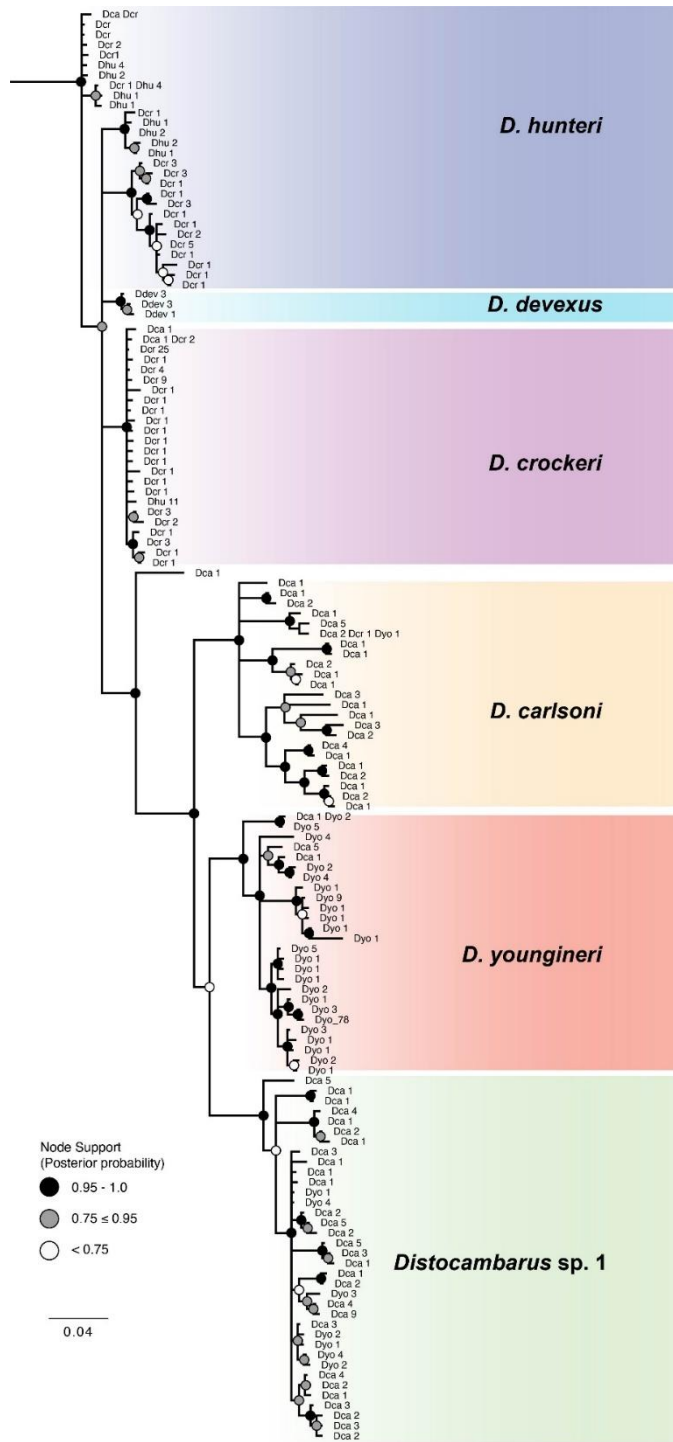 Dca Dcr
Dcr
Dcr
Dcr 2
Dcr1
Dhu 4
Dhu 2
Dcr 1 Dhu 4
Dhu 1
Dhu 1
Dcr 1
Dhu 1
Dhu 2
Dhu 2
Dhu 1
Dcr 3
Dcr 3
Dcr 1
Dcr 1
Dcr 3
Dcr 1
Dcr 1
Dcr 2
Dcr 5
Dcr 1
Dcr 1
Dcr 1
Dcr 1
D. hunteri
Ddev 3
Ddev 3
Ddev 1
D. devexus
Dca 1
Dca 1 Dcr 2
Dcr 25
Dcr 1
Dcr 4
Dcr 9
Dcr 1
Dcr 1
Dcr 1
Dcr 1
Dcr 1
Dcr 1
Dcr 1
Dcr 1
Dcr 1
Dcr 1
Dcr 1
Dhu 11
Dcr 3
Dcr 2
Dcr 1
Dcr 3
Dcr 1
Dcr 1
D. crockeri
Dca 1
Dca 1
Dca 1
Dca 2
Dca 1
Dca 5
Dca 2 Dcr 1 Dyo 1
Dca 1
Dca 1
Dca 2
Dca 1
Dca 1
Dca 3
Dca 1
Dca 1
Dca 3
Dca 2
Dca 4
Dca 1
Dca 1
Dca 2
Dca 1
Dca 2
Dca 1
D. carlsoni
Dca 1 Dyo 2
Dyo 5
Dyo 4
Dca 5
Dca 1
Dyo 2
Dyo 4
Dyo 1
Dyo 9
Dyo 1
Dyo 1
Dyo 1
Dyo 1
Dyo 5
Dyo 1
Dyo 1
Dyo 1
Dyo 2
Dyo 1
Dyo 3
Dyo_78
Dyo 3
Dyo 1
Dyo 1
Dyo 2
Dyo 1
D. youngineri
Dca 5
Dca 1
Dca 1
Dca 4
Dca 1
Dca 2
Dca 1
Dca 3
Dca 1
Dca 1
Dca 1
Dyo 1
Dyo 4
Dca 2
Dca 5
Dca 2
Dca 5
Dca 3
Dca 1
Dca 1
Dca 2
Dyo 3
Dca 4
Dca 9
Dca 3
Dyo 2
Dyo 1
Dyo 4
Dyo 2
Dca 4
Dca 2
Dca 1
Dca 3
Dca 2
Dca 3
Dca 2
Distocambarus sp. 1
Node Support
(Posterior probability)
0.95 - 1.0
0.75 ≤ 0.95
< 0.75
0.04